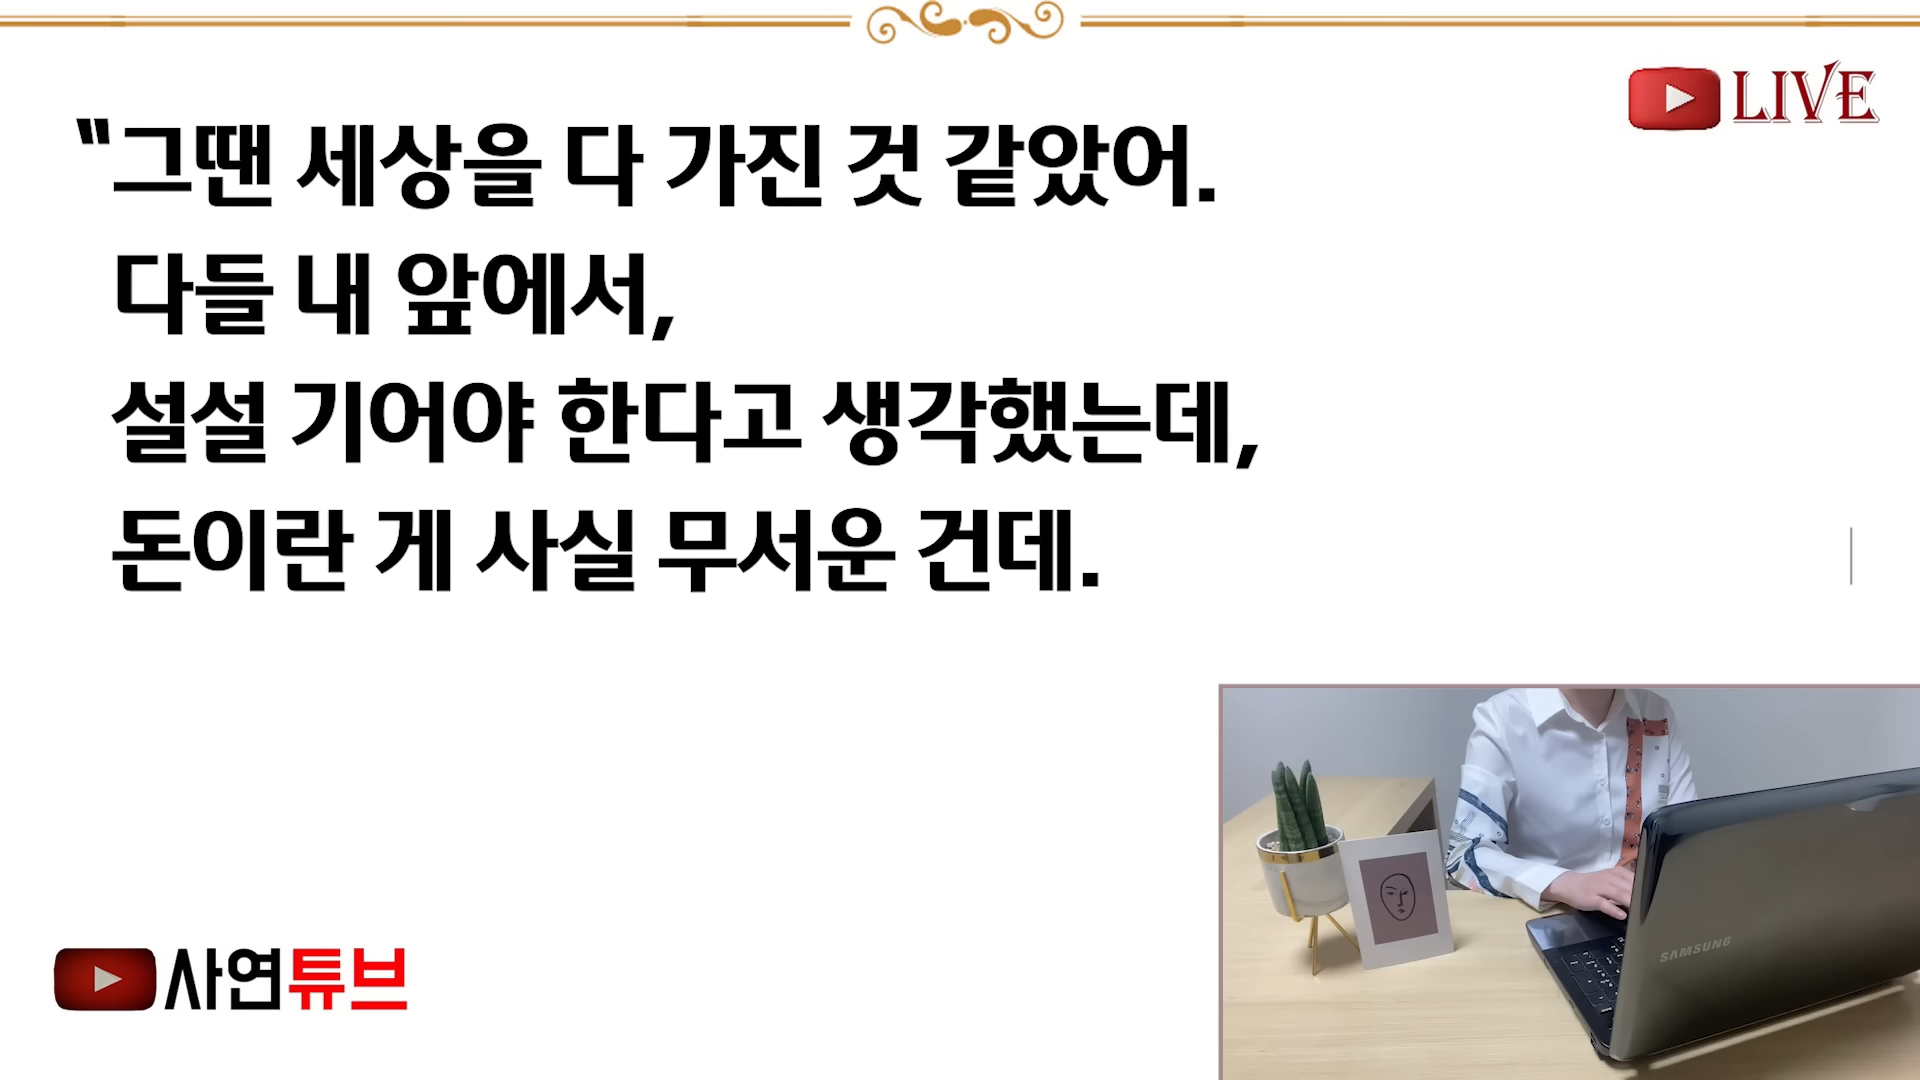 LIVE
“그땐 세상을 다 가진 것 같았어.
다들 내 앞에서,
설설 기어야 한다고 생각했는데,
돈이란 게 사실 무서운 건데.
SAMSUNG
사연튜브